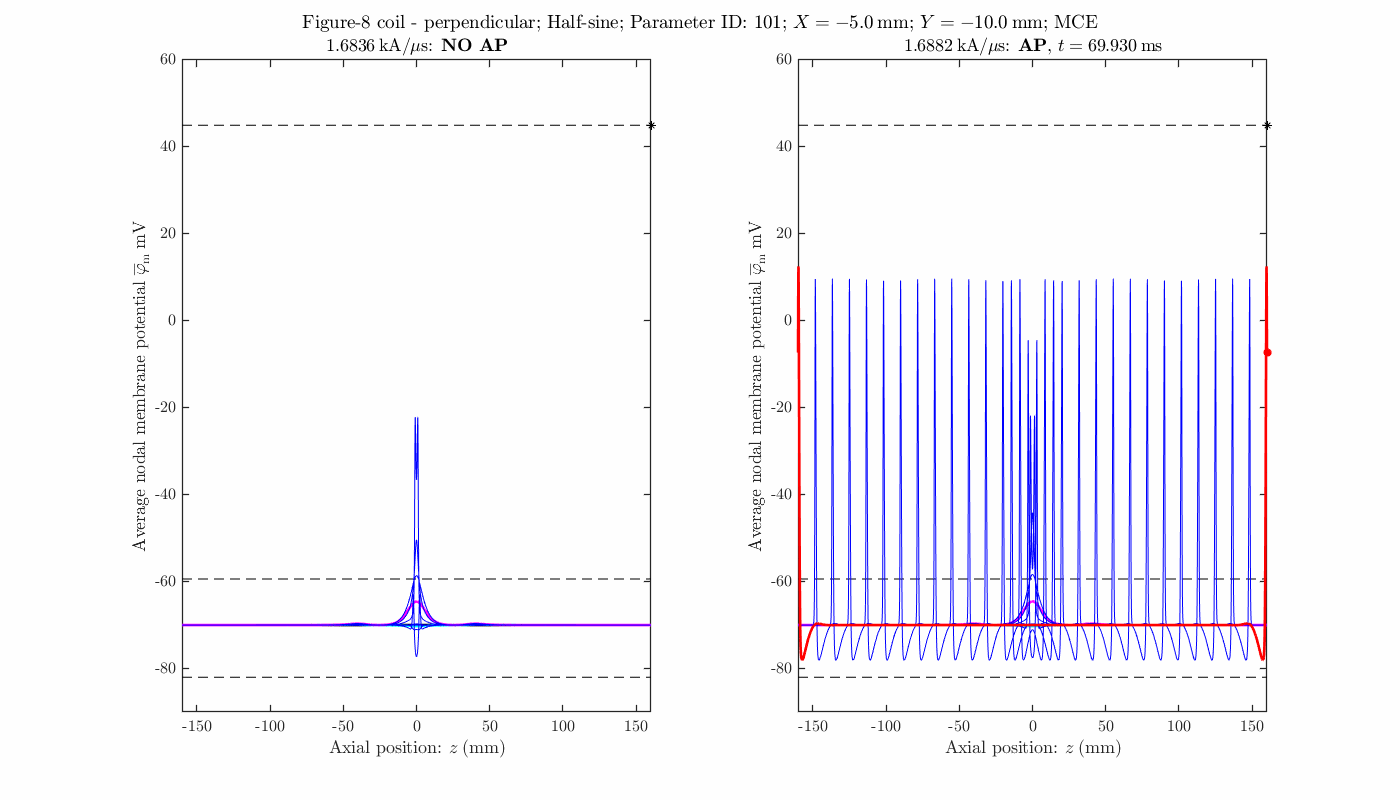 Figure-8 coil - perpendicular; Half-sine; Parameter ID: 101; X = −5.0 mm; Y = −10.0 mm; MCE
1.6836 kA/μs: NO AP
60
40
20
0
-20
-40
-60
-80
Average nodal membrane potential φ̅m mV
-150 -100 -50 0 50 100 150
Axial position: z (mm)
1.6882 kA/μs: AP, t = 69.930 ms
60
40
20
0
-20
-40
-60
-80
Average nodal membrane potential φ̅m mV
-150 -100 -50 0 50 100 150
Axial position: z (mm)